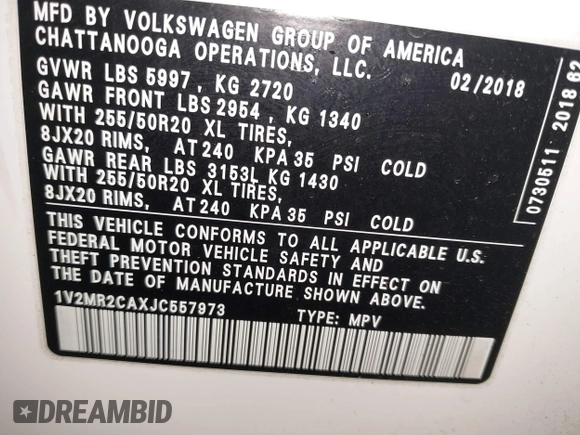 MFD BY VOLKSWAGEN GROUP OF AMERICA
CHATTANOOGA OPERATIONS, LLC.
02/2018
GVWR LBS 5997, KG 2720
GAWR FRONT LBS 2954, KG 1340
WITH 255/50R20 XL TIRES,
8JX20 RIMS, AT 240 KPA 35 PSI COLD
GAWR REAR LBS 3153L KG 1430
WITH 255/50R20 XL TIRES,
8JX20 RIMS, AT 240 KPA 35 PSI COLD
THIS VEHICLE CONFORMS TO ALL APPLICABLE U.S.
FEDERAL MOTOR VEHICLE SAFETY AND
THEFT PREVENTION STANDARDS IN EFFECT ON
THE DATE OF MANUFACTURE SHOWN ABOVE.
1V2MR2CAXJC557973 TYPE: MPV
0730511 2018 62
DREAMBID